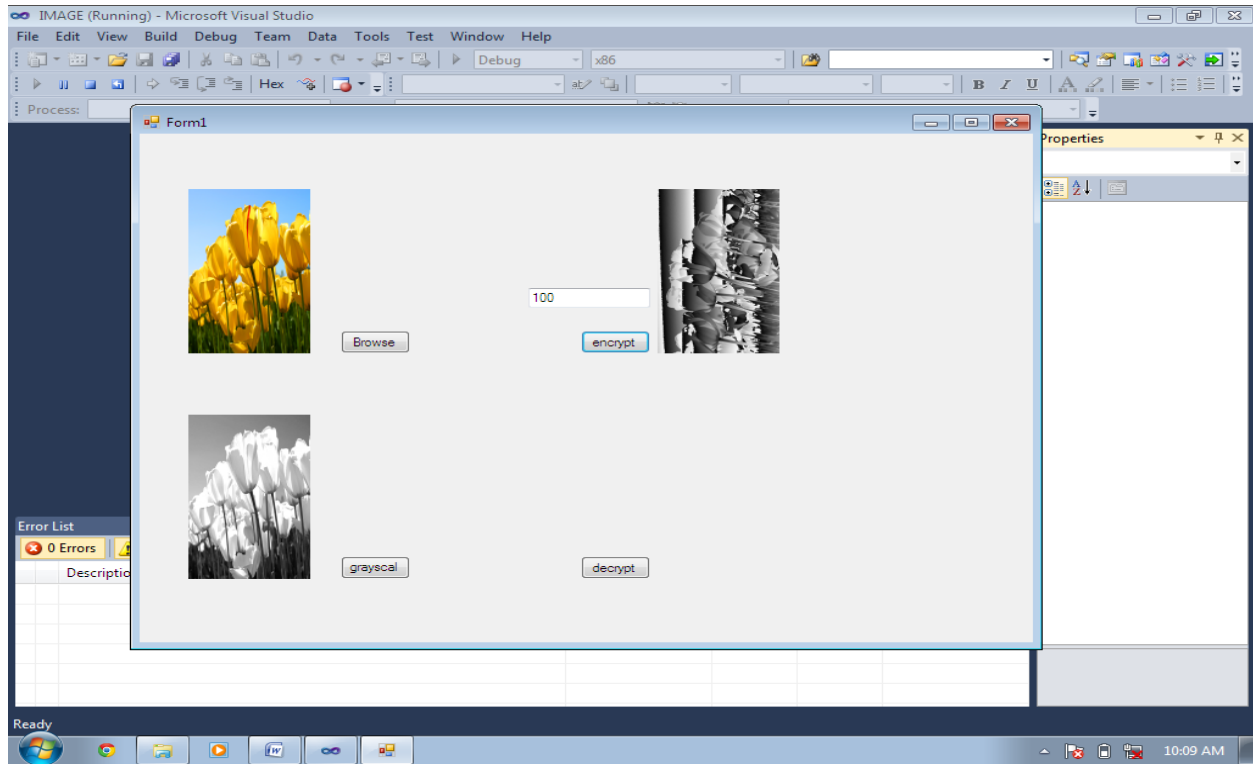 IMAGE (Running) - Microsoft Visual Studio
File Edit View Build Debug Team Data Tools Test Window Help
Debug x86
Hex B I U A
Process:
Form1
Properties
100
Browse encrypt
grayscal decrypt
Error List
0 Errors
Descriptio
Ready
10:09 AM